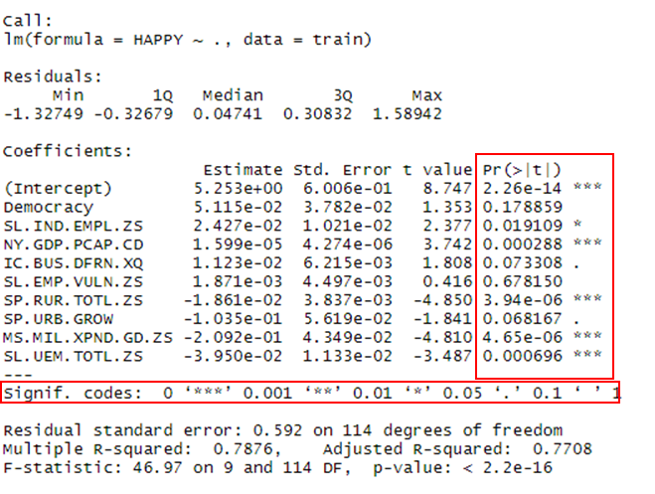 Call:
lm(formula = HAPPY ~ ., data = train)
Residuals:
Min 1Q Median 3Q Max
-1.32749 -0.32679 0.04741 0.30832 1.58942
Coefficients:
Estimate Std. Error t value Pr(>|t|)
(Intercept) 5.253e+00 6.006e-01 8.747 2.26e-14 ***
Democracy 5.115e-02 3.782e-02 1.353 0.178859
SL.IND.EMPL.ZS 2.427e-02 1.021e-02 2.377 0.019109 *
NY.GDP.PCAP.CD 1.599e-05 4.274e-06 3.742 0.000288 ***
IC.BUS.DFRN.XQ 1.123e-02 6.215e-03 1.808 0.073308 .
SL.EMP.VULN.ZS 1.871e-03 4.497e-03 0.416 0.678150
SP.RUR.TOTL.ZS -1.861e-02 3.837e-03 -4.850 3.94e-06 ***
SP.URB.GROW -1.035e-01 5.619e-02 -1.841 0.068167 .
MS.MIL.XPND.GD.ZS -2.092e-01 4.349e-02 -4.810 4.65e-06 ***
SL.UEM.TOTL.ZS -3.950e-02 1.133e-02 -3.487 0.000696 ***
---
Signif. codes: 0 ‘***’ 0.001 ‘**’ 0.01 ‘*’ 0.05 ‘.’ 0.1 ‘ ’ 1
Residual standard error: 0.592 on 114 degrees of freedom
Multiple R-squared: 0.7876, Adjusted R-squared: 0.7708
F-statistic: 46.97 on 9 and 114 DF, p-value: < 2.2e-16